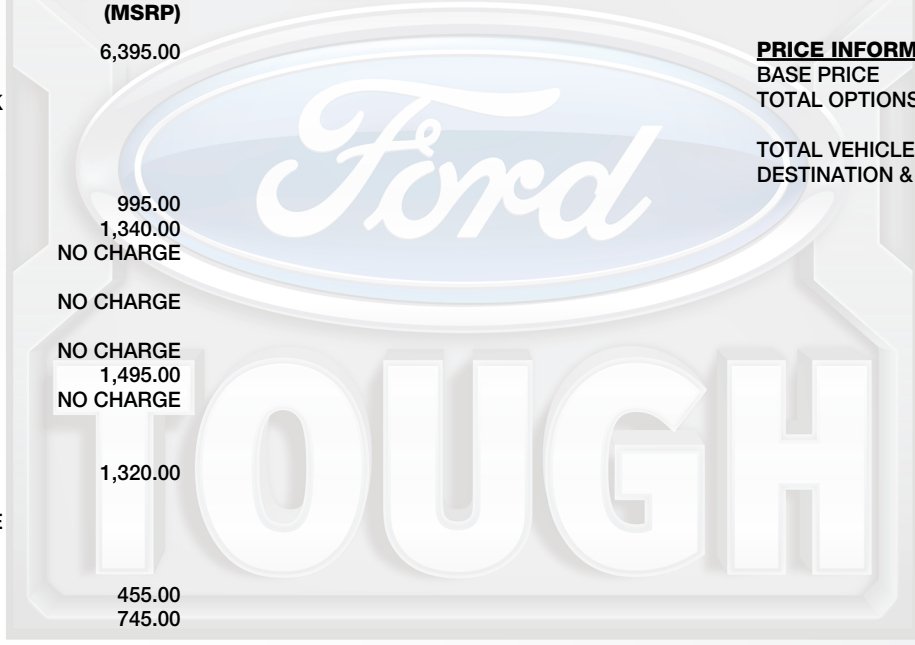 (MSRP)
6,395.00
K
995.00
1,340.00
NO CHARGE
NO CHARGE
NO CHARGE
1,495.00
NO CHARGE
1,320.00
E
455.00
745.00
PRICE INFORM
BASE PRICE
TOTAL OPTIONS
TOTAL VEHICLE
DESTINATION &
Ford
TOUGH